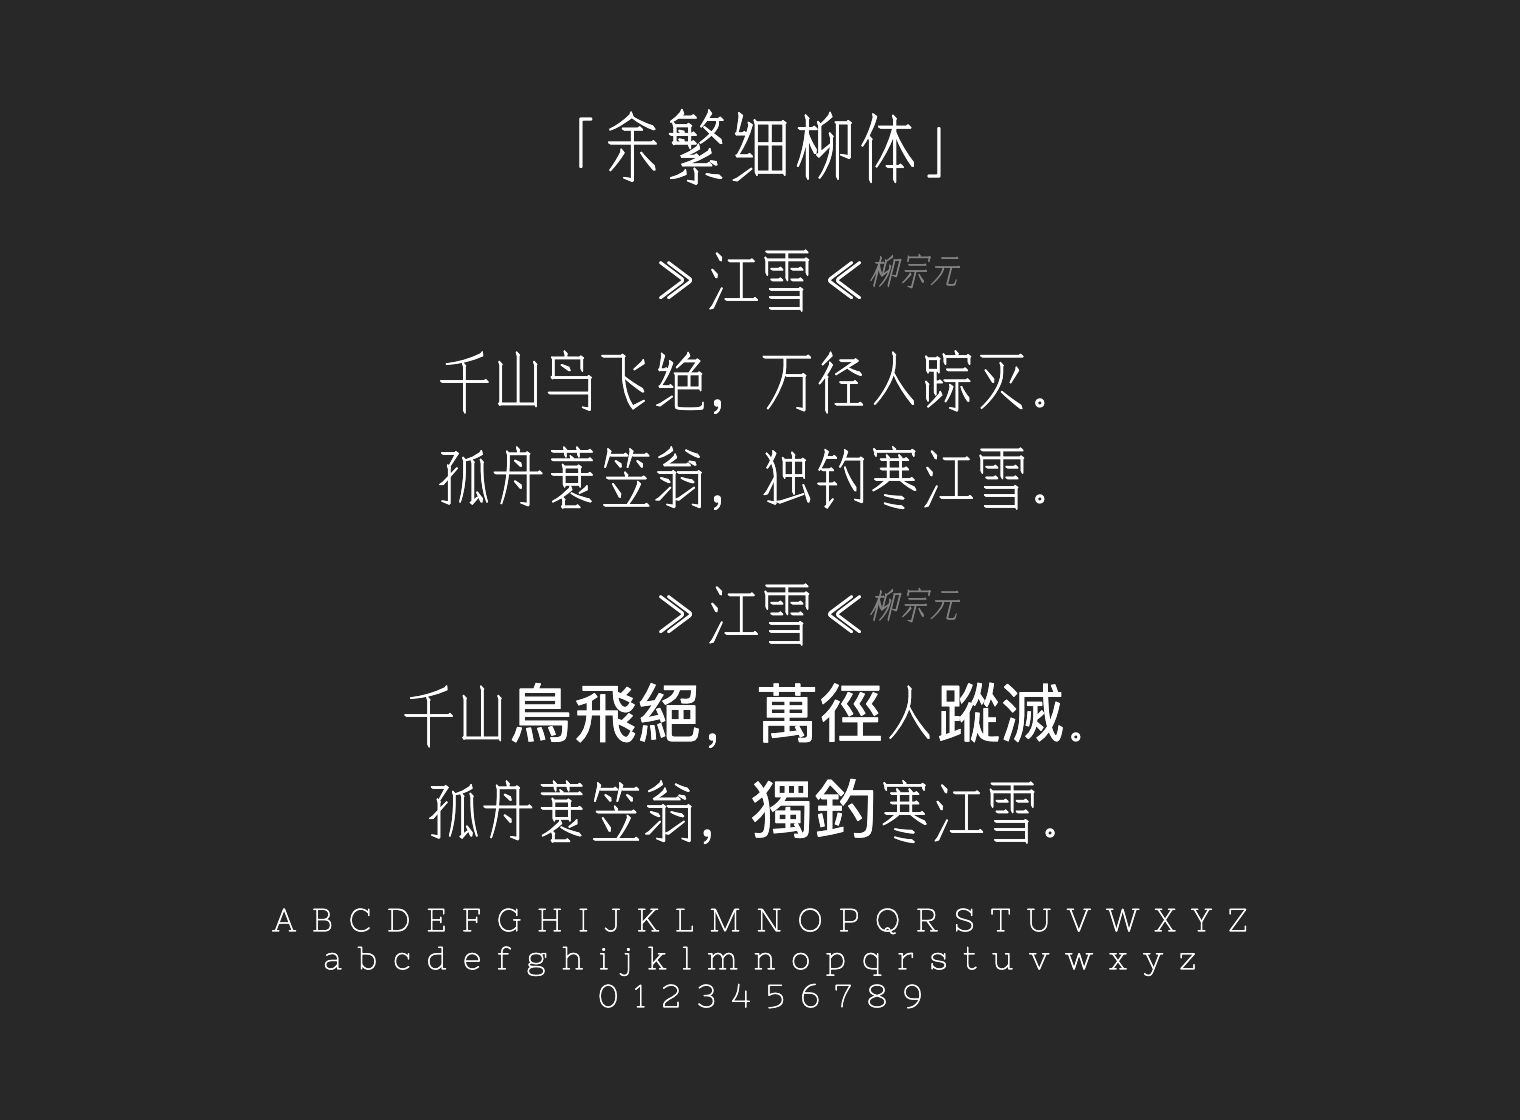 「余繁细柳体」
»江雪« 柳宗元
千山鸟飞绝，万径人踪灭。
孤舟蓑笠翁，独钓寒江雪。
»江雪« 柳宗元
千山鳥飛絕，萬徑人蹤滅。
孤舟蓑笠翁，獨釣寒江雪。
A B C D E F G H I J K L M N O P Q R S T U V W X Y Z
a b c d e f g h i j k l m n o p q r s t u v w x y z
0 1 2 3 4 5 6 7 8 9